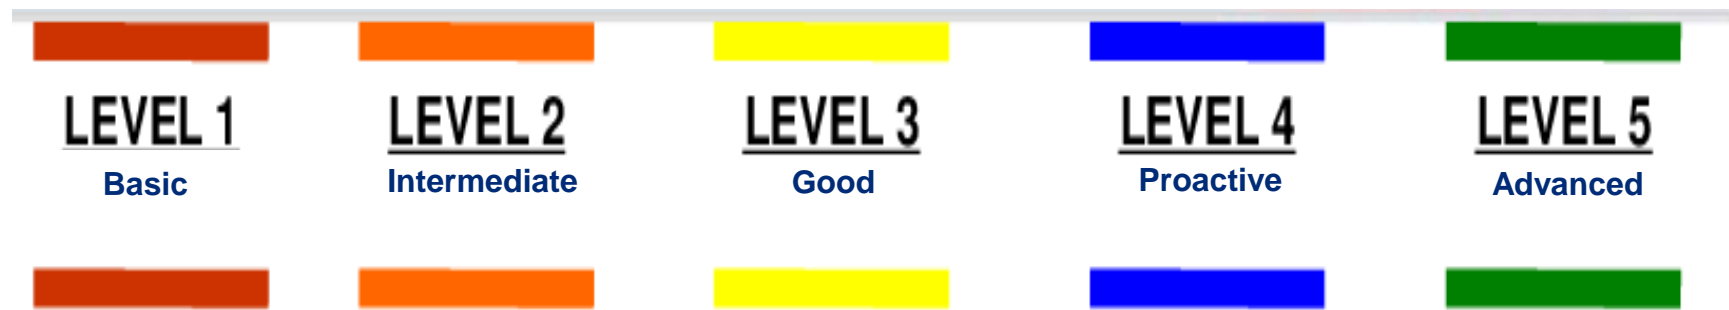 LEVEL 1 LEVEL 2 LEVEL 3 LEVEL 4 LEVEL 5
Basic Intermediate Good Proactive Advanced